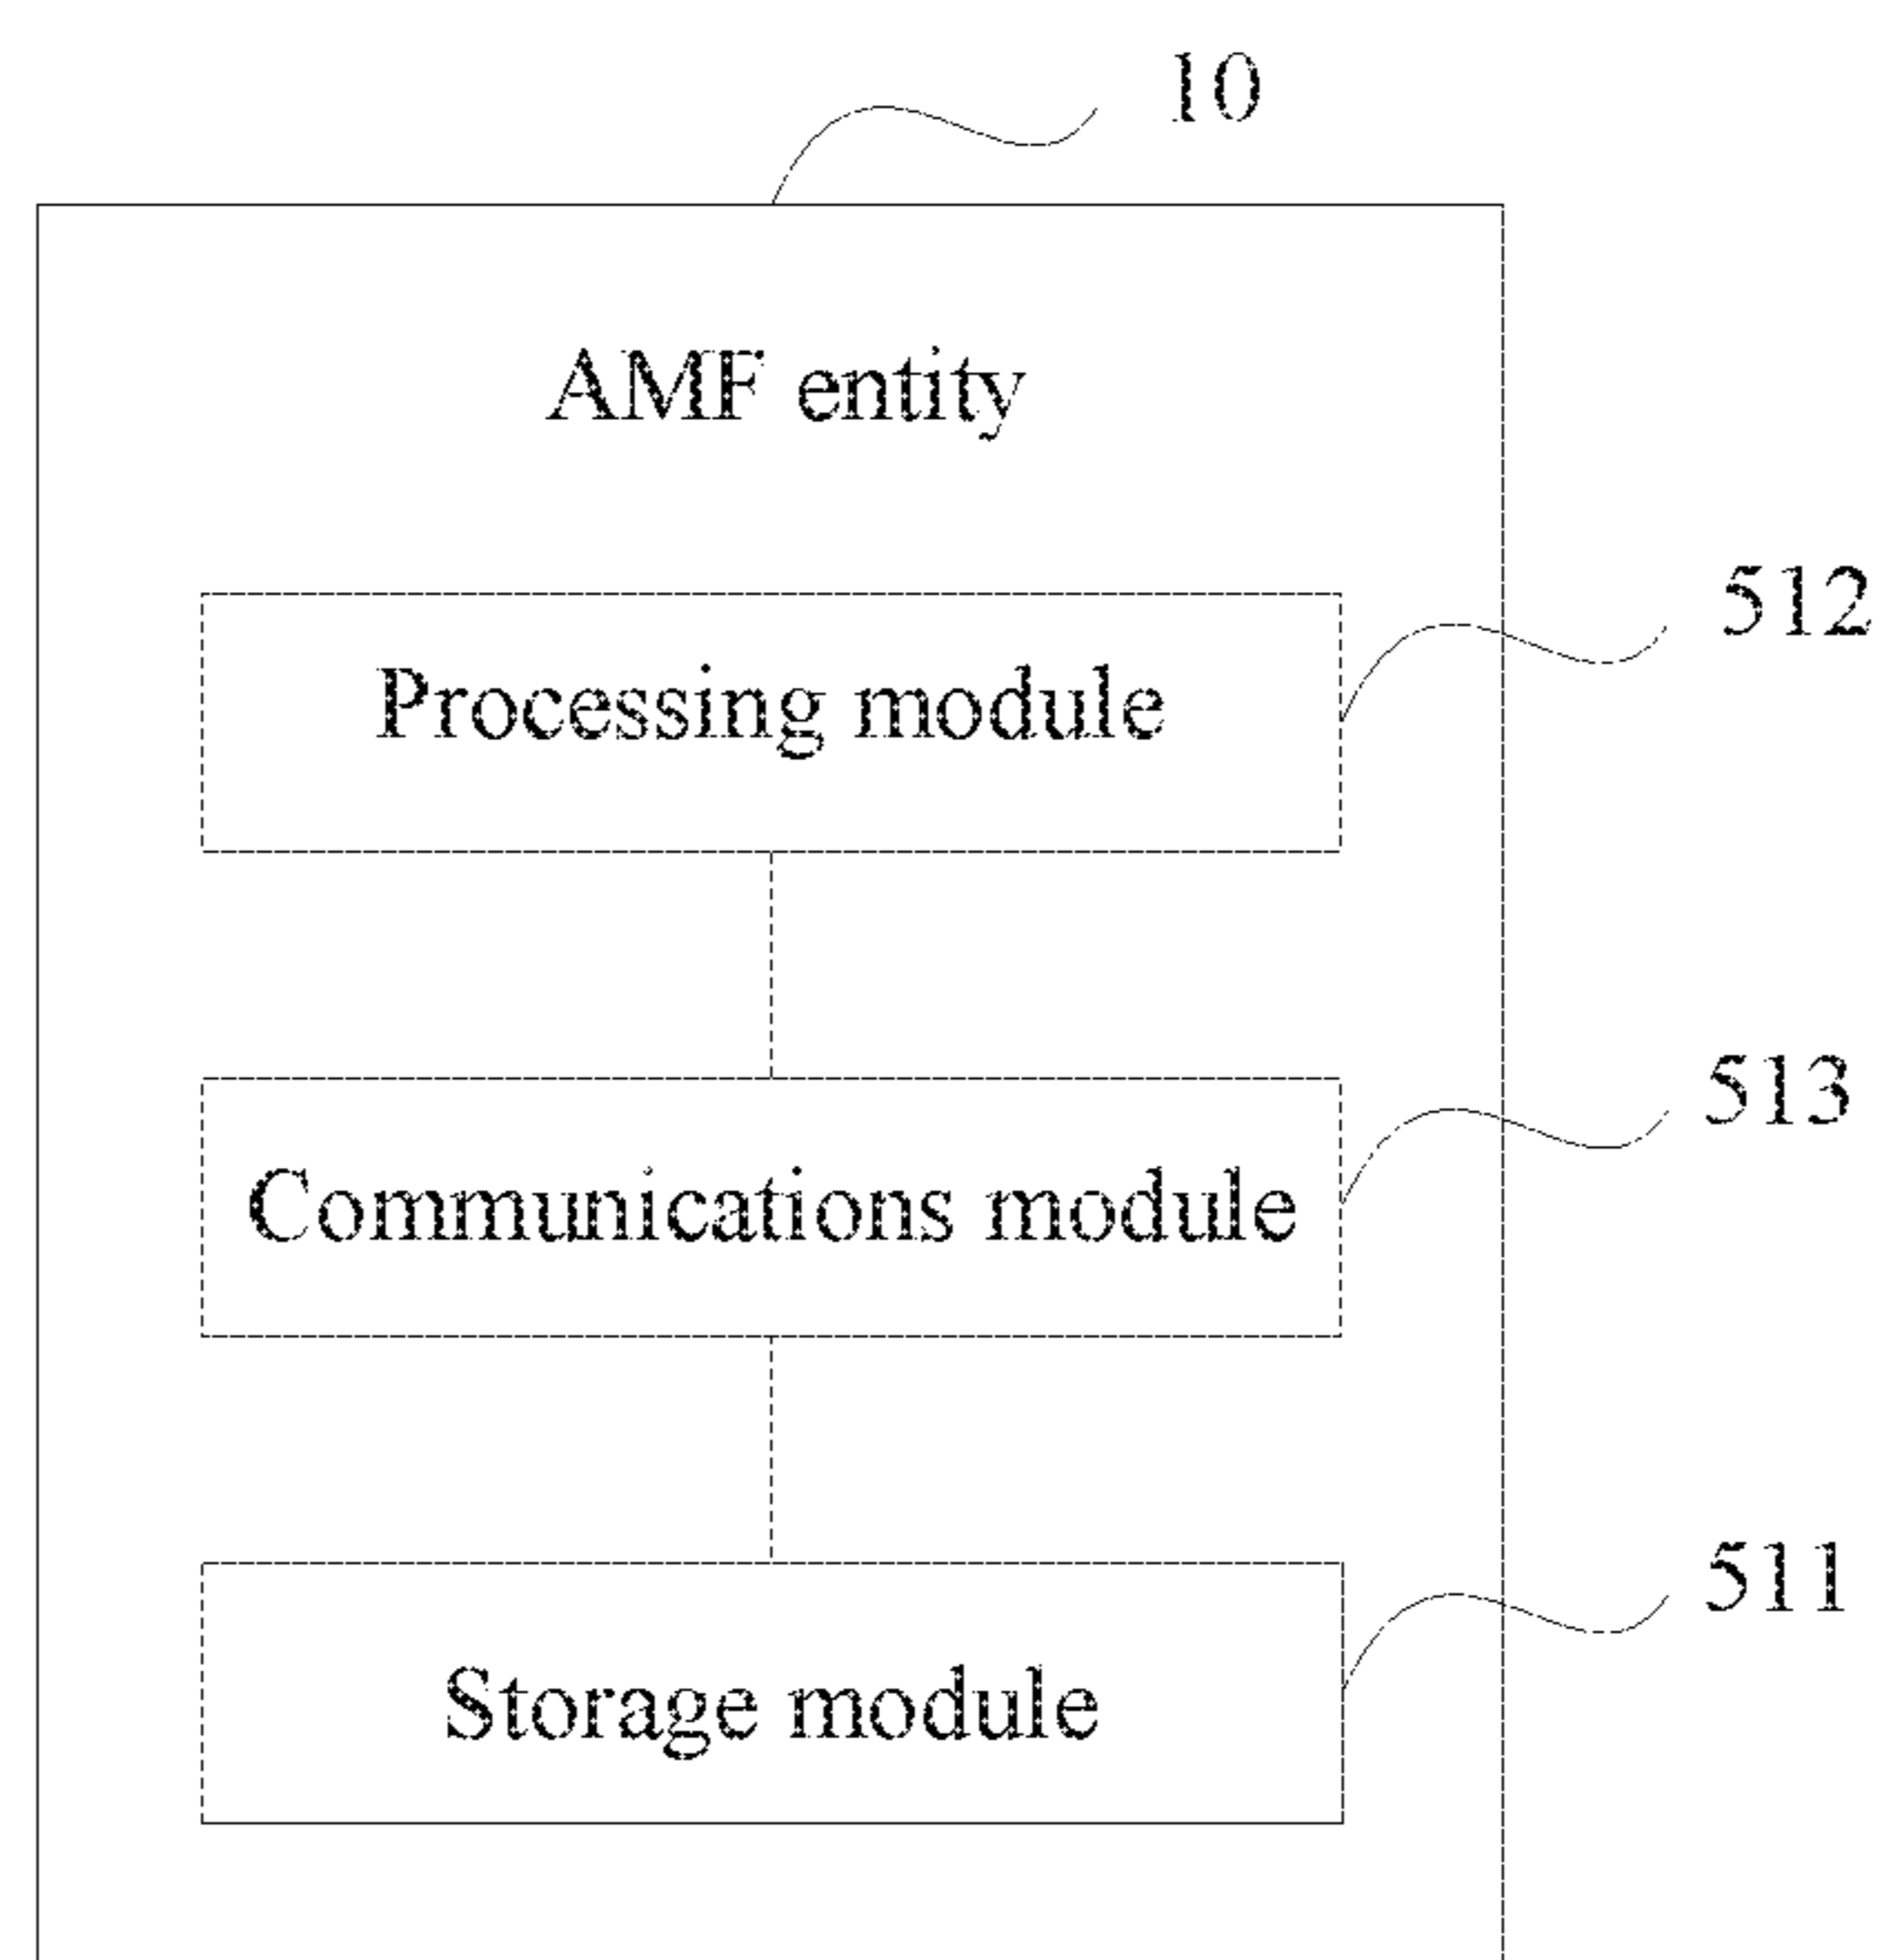 10
AMF entity
512
Processing module
513
Communications module
511
Storage module